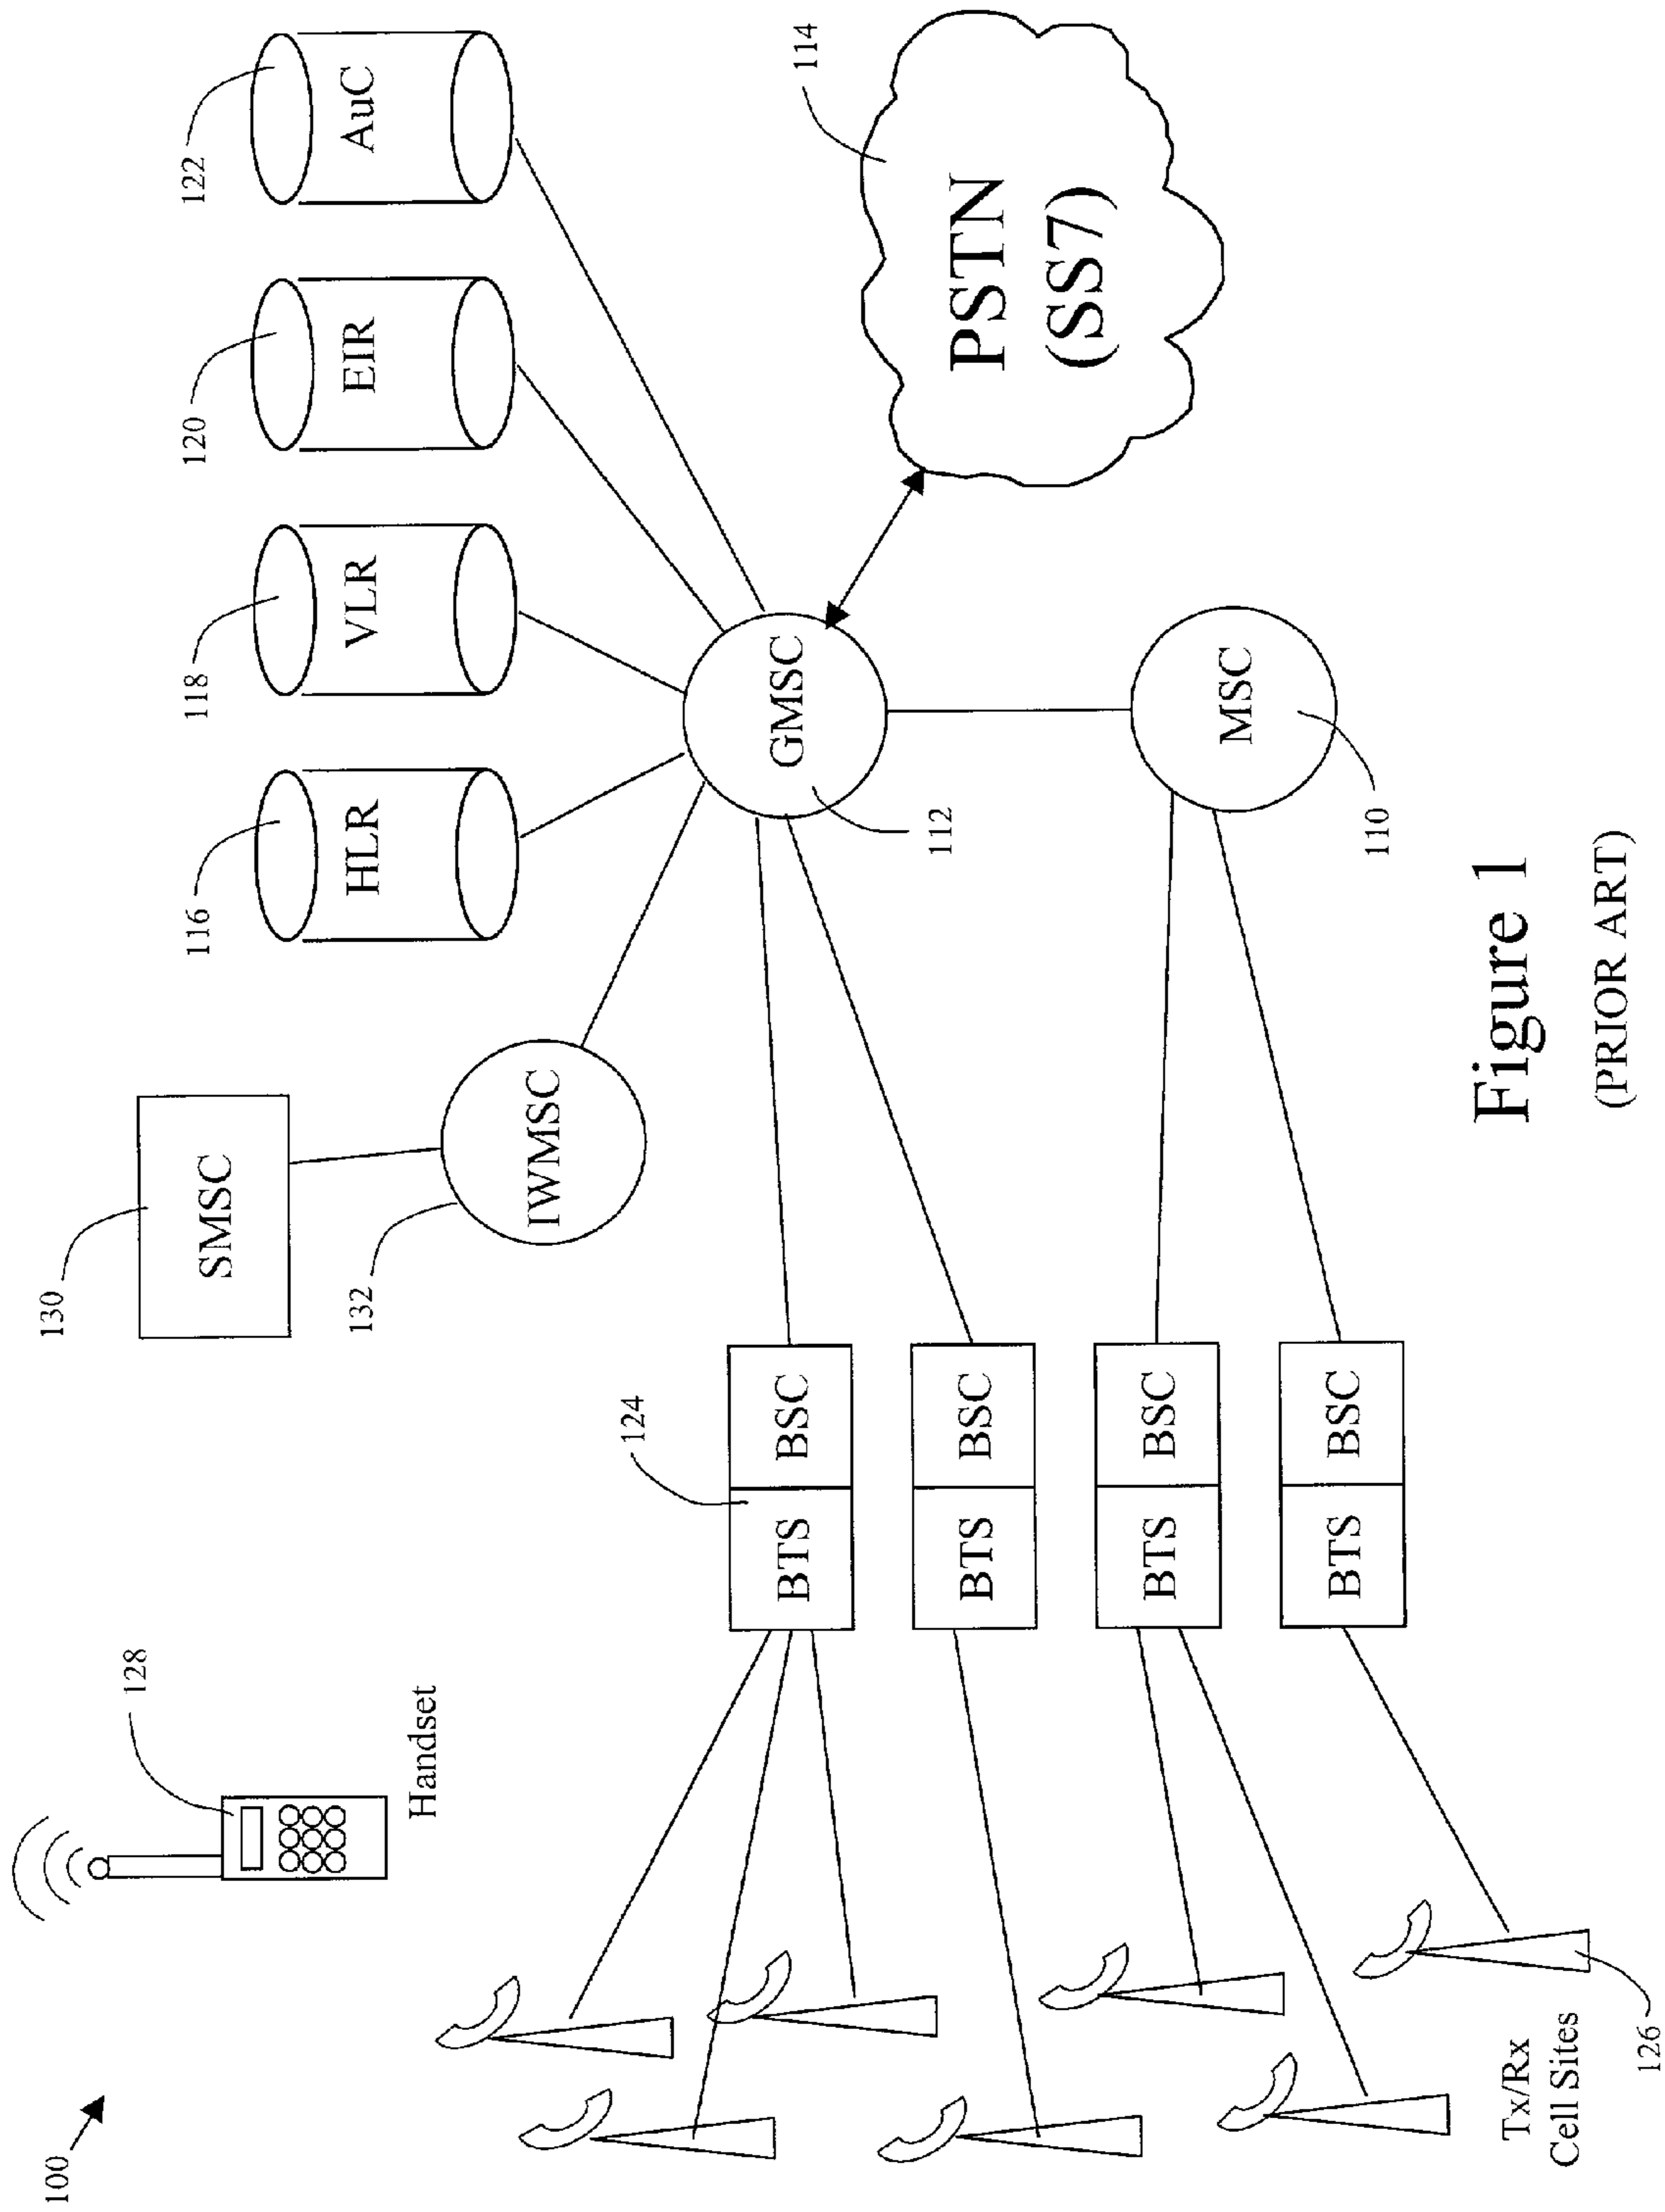 100
128
Handset
130
SMSC
132
IWMSC
116
HLR
118
VLR
120
EIR
122
AuC
124
BTS BSC
BTS BSC
BTS BSC
BTS BSC
GMSC
112
MSC
110
114
PSTN
(SS7)
Tx/Rx
Cell Sites
126
Figure 1
(PRIOR ART)